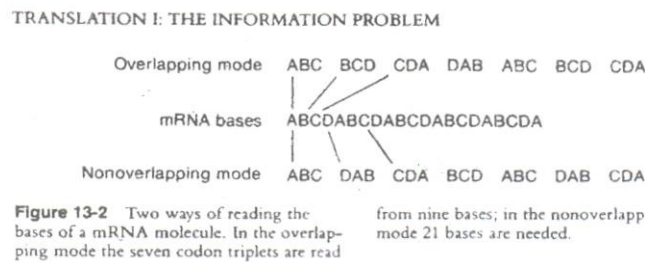 TRANSLATION I: THE INFORMATION PROBLEM
Overlapping mode ABC BCD CDA DAB ABC BCD CDA
mRNA bases ABCDABCDABCDABCDABCDA
Nonoverlapping mode ABC DAB CDA BCD ABC DAB CDA
Figure 13-2 Two ways of reading the
bases of a mRNA molecule. In the overlap-
ping mode the seven codon triplets are read
from nine bases; in the nonoverlapp
mode 21 bases are needed.